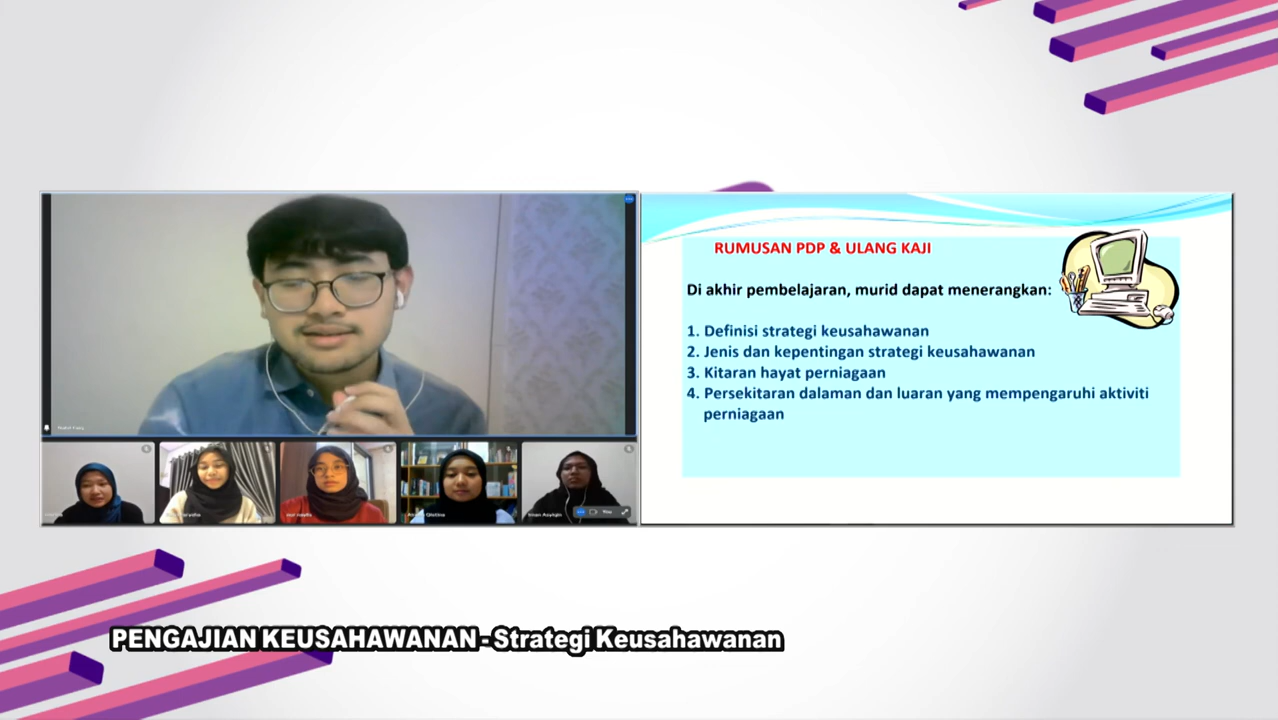 RUMUSAN PDP & ULANG KAJI
Di akhir pembelajaran, murid dapat menerangkan:
1. Definisi strategi keusahawanan
2. Jenis dan kepentingan strategi keusahawanan
3. Kitaran hayat perniagaan
4. Persekitaran dalaman dan luaran yang mempengaruhi aktiviti
perniagaan
PENGAJIAN KEUSAHAWANAN - Strategi Keusahawanan